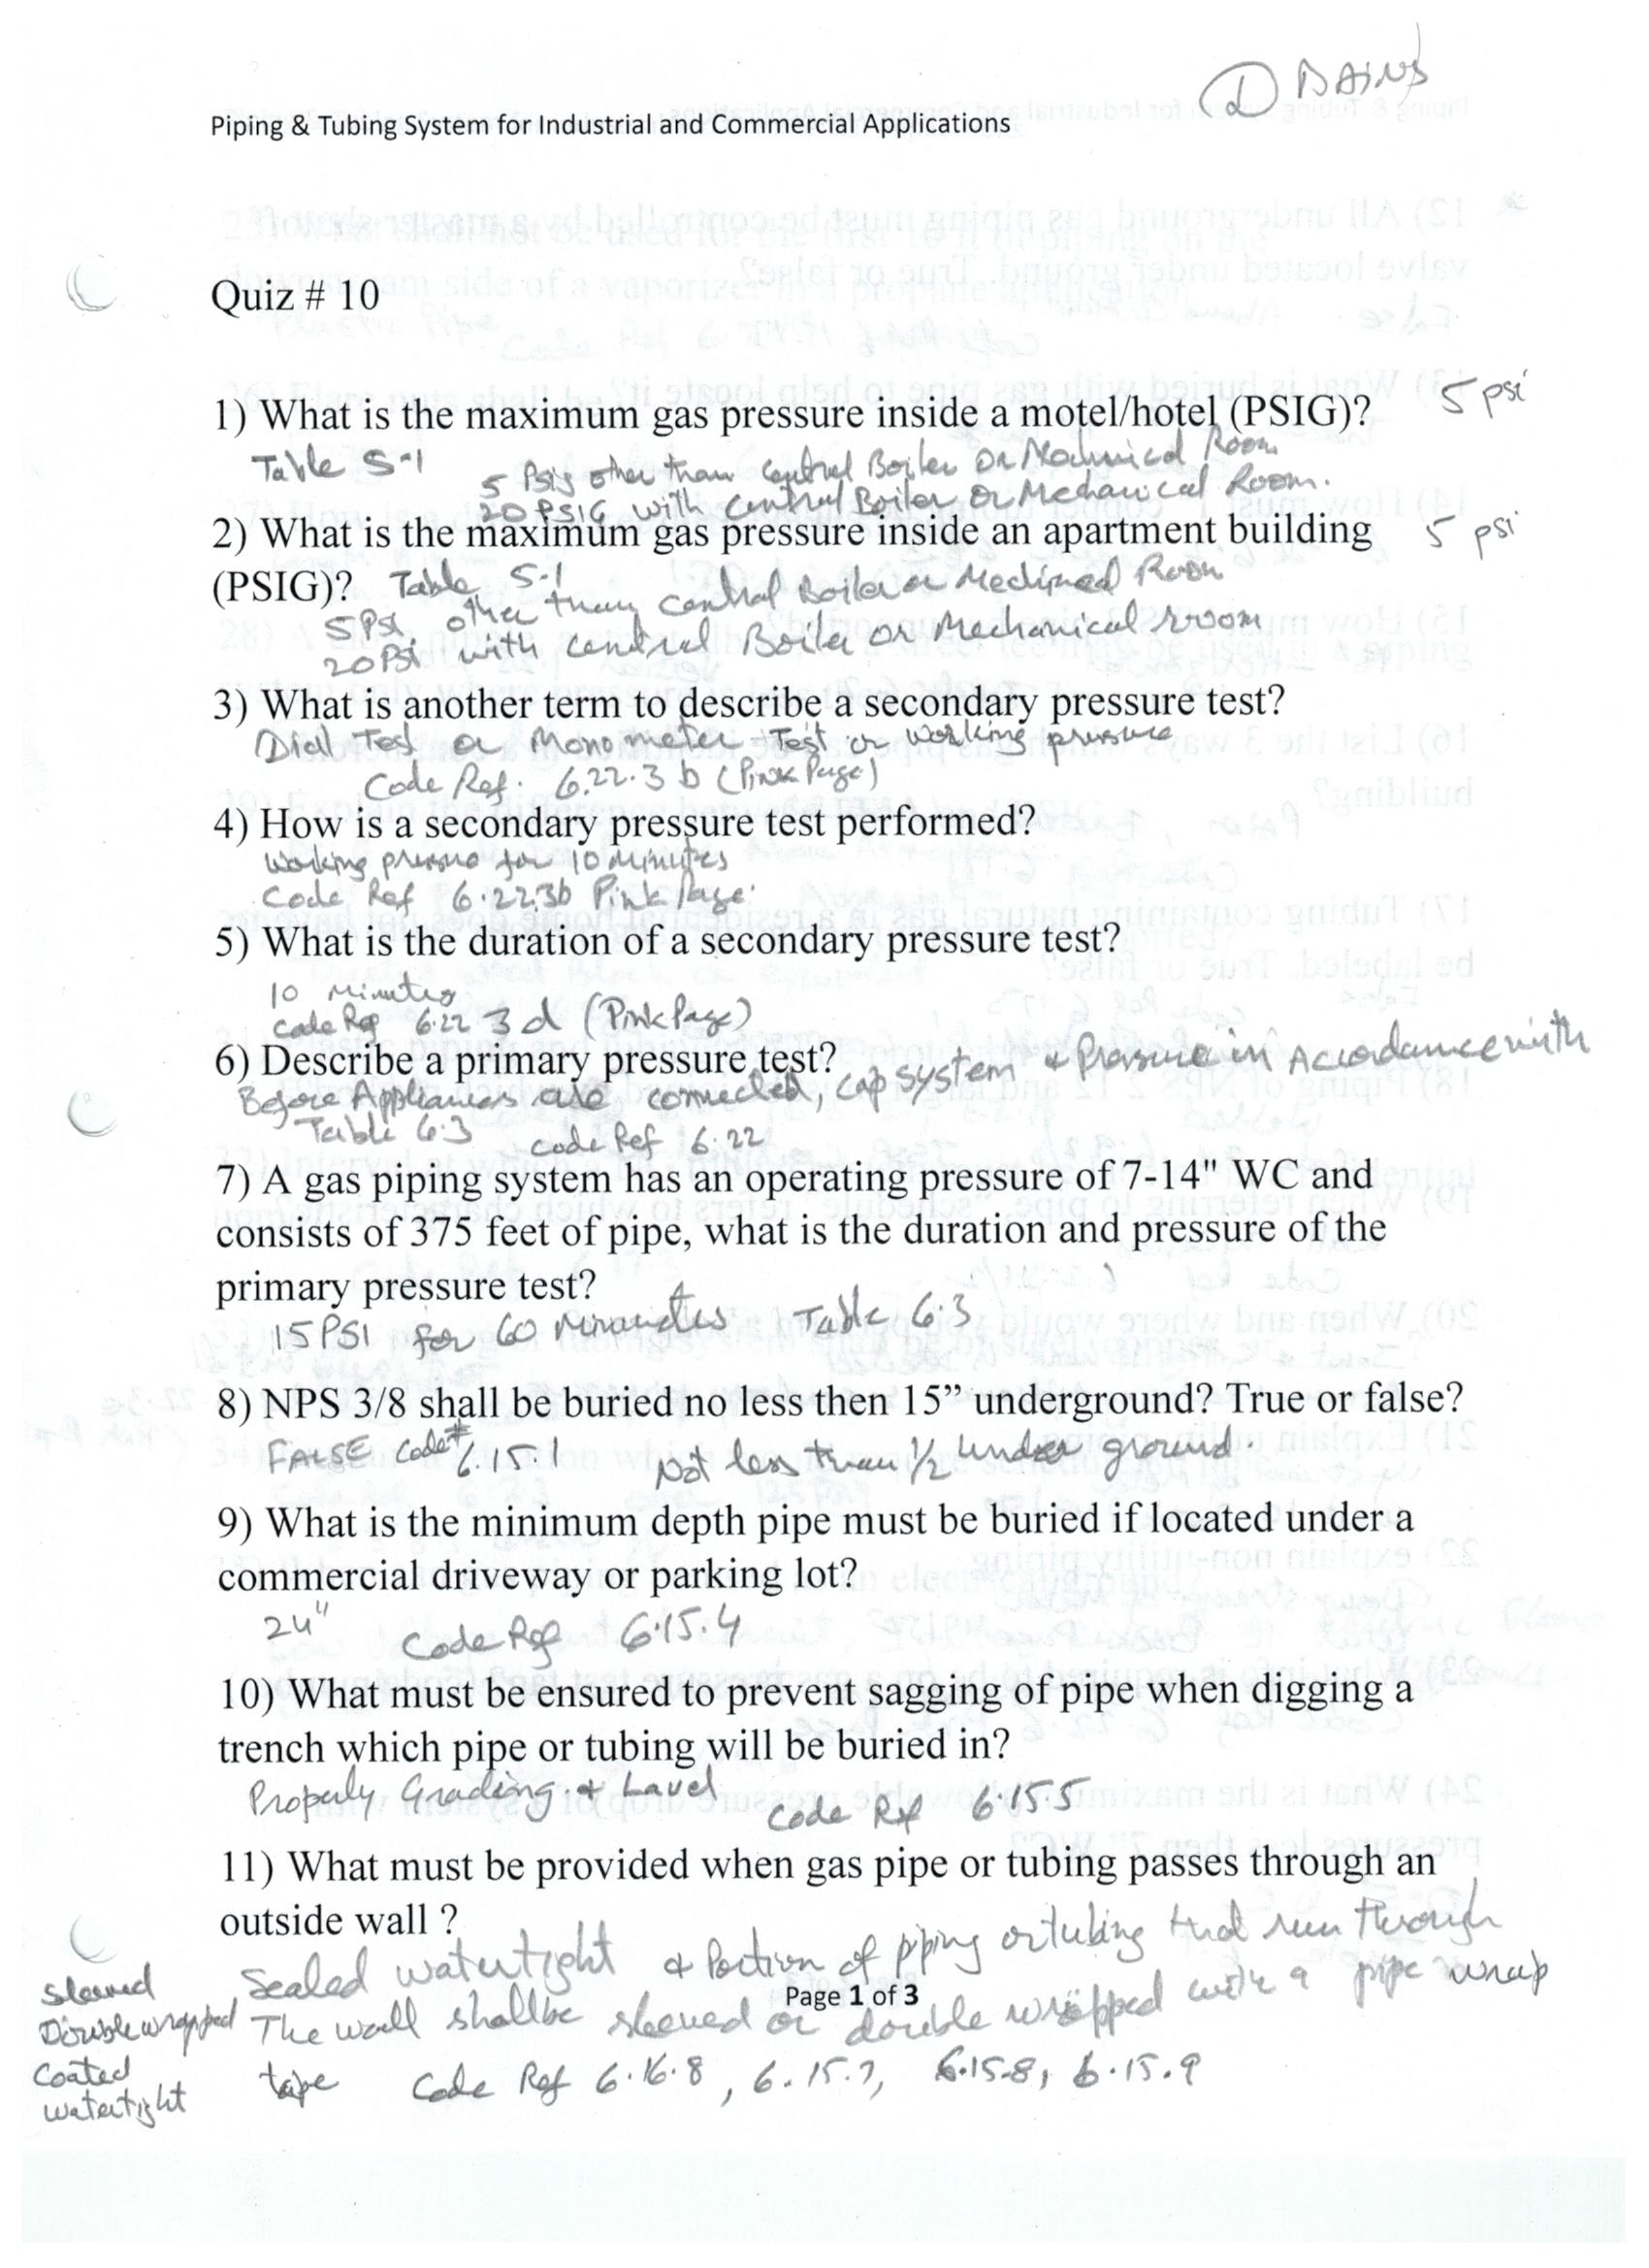 D BAINS
Piping & Tubing System for Industrial and Commercial Applications
Quiz # 10
1) What is the maximum gas pressure inside a motel/hotel (PSIG)? 5 psi
Table 5-1
5 Psig other than Central Boiler or Mechnical Room
20 PSIG with Central Boiler or Mechanical Room.
2) What is the maximum gas pressure inside an apartment building 5 psi
(PSIG)? Table 5-1
5 Psi other than central Boiler or Mechnical Room
20 Psi with central Boiler or Mechanical rroom
3) What is another term to describe a secondary pressure test?
Diall Test or Mono meter Test or working pressure
Code Ref. 6.22.3 b (Pink Page)
4) How is a secondary pressure test performed?
Working pressue for 10 Minutes
Code Ref 6.22.3b Pink Page
5) What is the duration of a secondary pressure test?
10 Minutes
Code Ref 6.22 3 d (Pink Page)
6) Describe a primary pressure test?
Before Appliances are connected, cap system & Pressure in Accordance with
Table 6.3 code Ref 6.22
7) A gas piping system has an operating pressure of 7-14" WC and
consists of 375 feet of pipe, what is the duration and pressure of the
primary pressure test?
15 PSI for 60 Minutes Table 6.3
8) NPS 3/8 shall be buried no less then 15” underground? True or false?
FALSE Code# 6.15.1 Not less than 1/2 under ground.
9) What is the minimum depth pipe must be buried if located under a
commercial driveway or parking lot?
24" Code Ref 6.15.4
10) What must be ensured to prevent sagging of pipe when digging a
trench which pipe or tubing will be buried in?
Properly Grading & Lavel Code Ref 6.15.5
11) What must be provided when gas pipe or tubing passes through an
outside wall ?
Sealed watertight & Portion of pping or tubing that run through
The wall shall be sleeved or double wrapped with a pipe wrap
tape Code Ref 6.16.8, 6.15.7, 6.15.8, 6.15.9
Sleeved
Double wrapped
Coated
watertight
Page 1 of 3